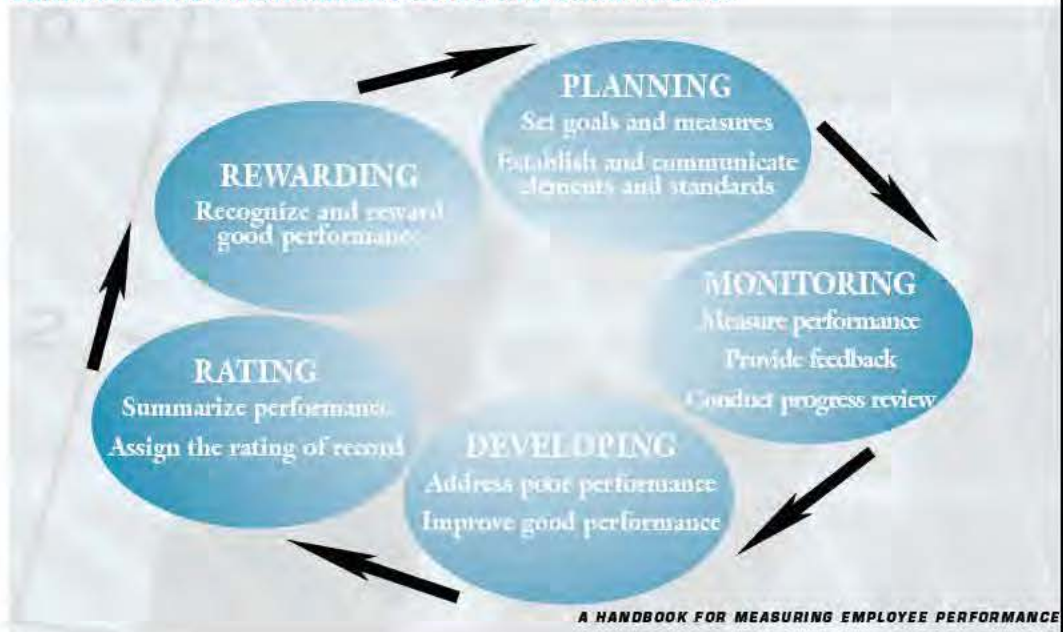 PLANNING
Set goals and measures
Establish and communicate
elements and standards
MONITORING
Measure performance
Provide feedback
Conduct progress review
DEVELOPING
Address poor performance
Improve good performance
RATING
Summarize performance
Assign the rating of record
REWARDING
Recognize and reward
good performance
A HANDBOOK FOR MEASURING EMPLOYEE PERFORMANCE